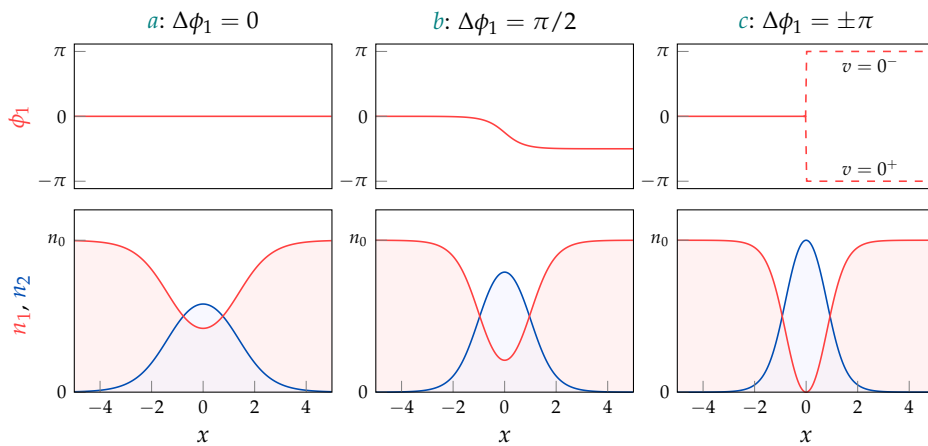 a: Δϕ₁ = 0
b: Δϕ₁ = π/2
c: Δϕ₁ = ±π
ϕ₁
π
0
−π
π
0
−π
π
0
−π
v = 0⁻
v = 0⁺
n₁, n₂
n₀
0
n₀
0
n₀
0
−4 −2 0 2 4
−4 −2 0 2 4
−4 −2 0 2 4
x
x
x